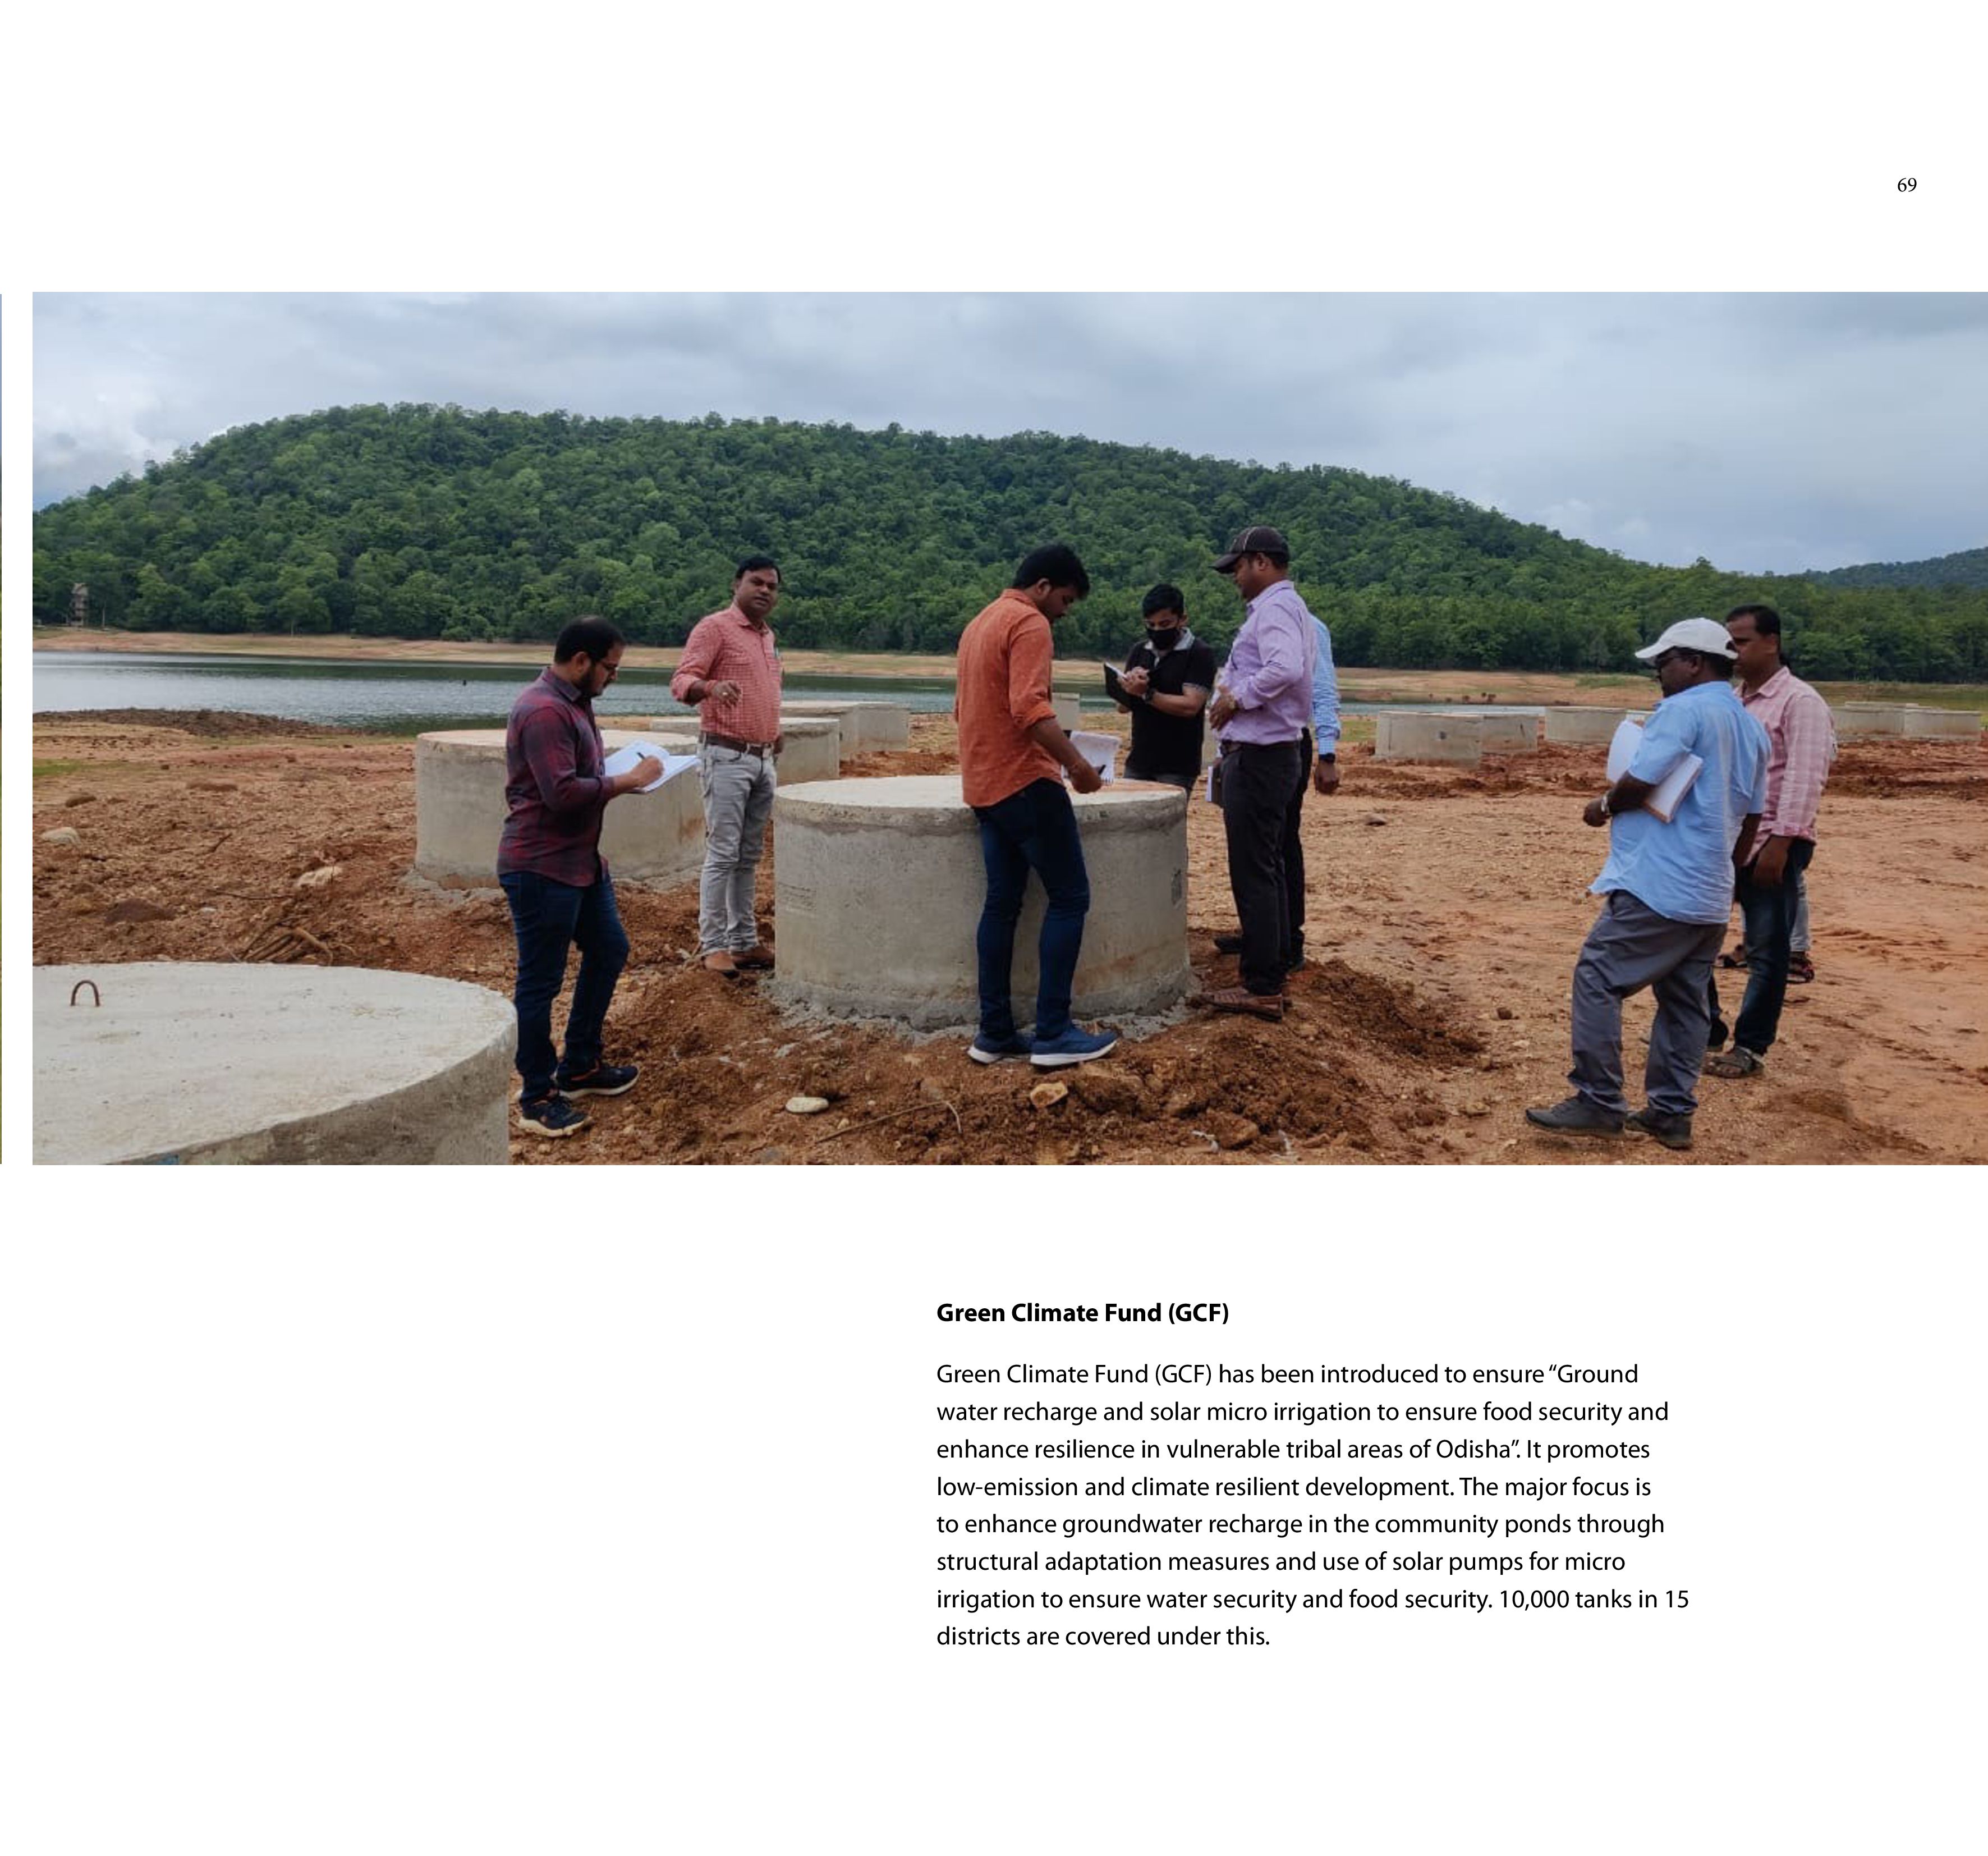 69
Green Climate Fund (GCF)
Green Climate Fund (GCF) has been introduced to ensure “Ground
water recharge and solar micro irrigation to ensure food security and
enhance resilience in vulnerable tribal areas of Odisha”. It promotes
low-emission and climate resilient development. The major focus is
to enhance groundwater recharge in the community ponds through
structural adaptation measures and use of solar pumps for micro
irrigation to ensure water security and food security. 10,000 tanks in 15
districts are covered under this.